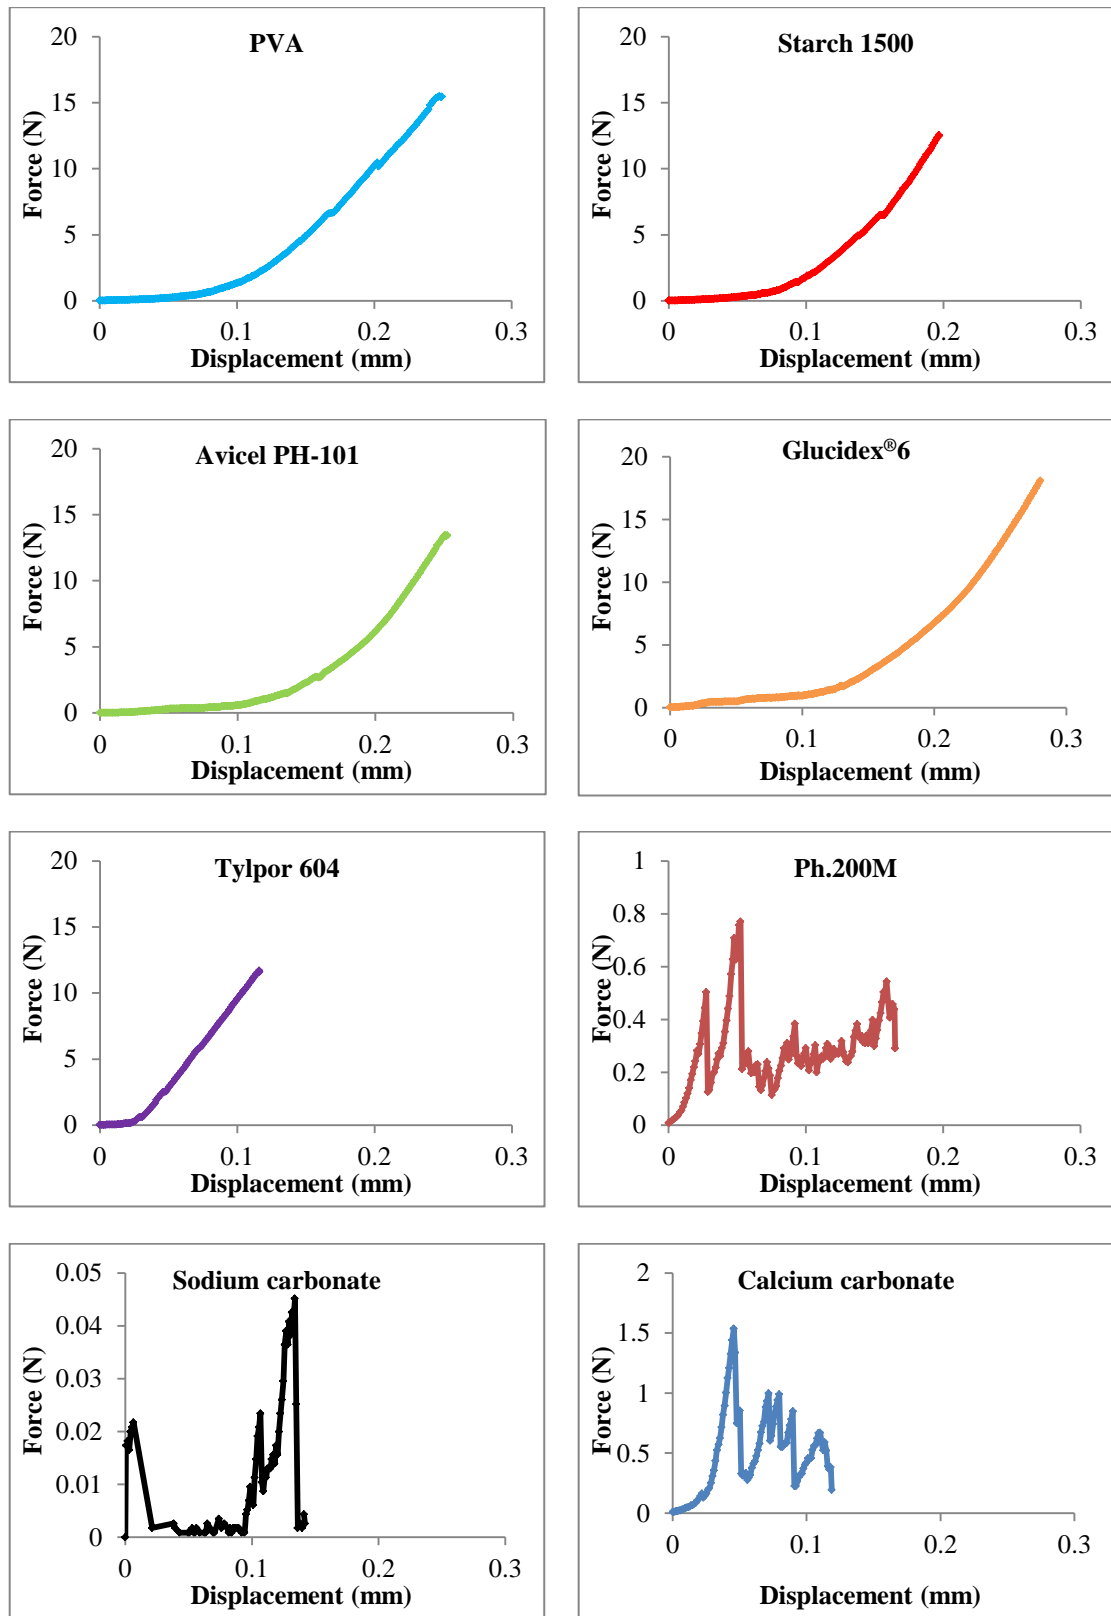 PVA
Force (N)
20
15
10
5
0
0 0.1 0.2 0.3
Displacement (mm)
Starch 1500
Force (N)
20
15
10
5
0
0 0.1 0.2 0.3
Displacement (mm)
Avicel PH-101
Force (N)
20
15
10
5
0
0 0.1 0.2 0.3
Displacement (mm)
Glucidex®6
Force (N)
20
15
10
5
0
0 0.1 0.2 0.3
Displacement (mm)
Tylpor 604
Force (N)
20
15
10
5
0
0 0.1 0.2 0.3
Displacement (mm)
Ph.200M
Force (N)
1
0.8
0.6
0.4
0.2
0
0 0.1 0.2 0.3
Displacement (mm)
Sodium carbonate
Force (N)
0.05
0.04
0.03
0.02
0.01
0
0 0.1 0.2 0.3
Displacement (mm)
Calcium carbonate
Force (N)
2
1.5
1
0.5
0
0 0.1 0.2 0.3
Displacement (mm)